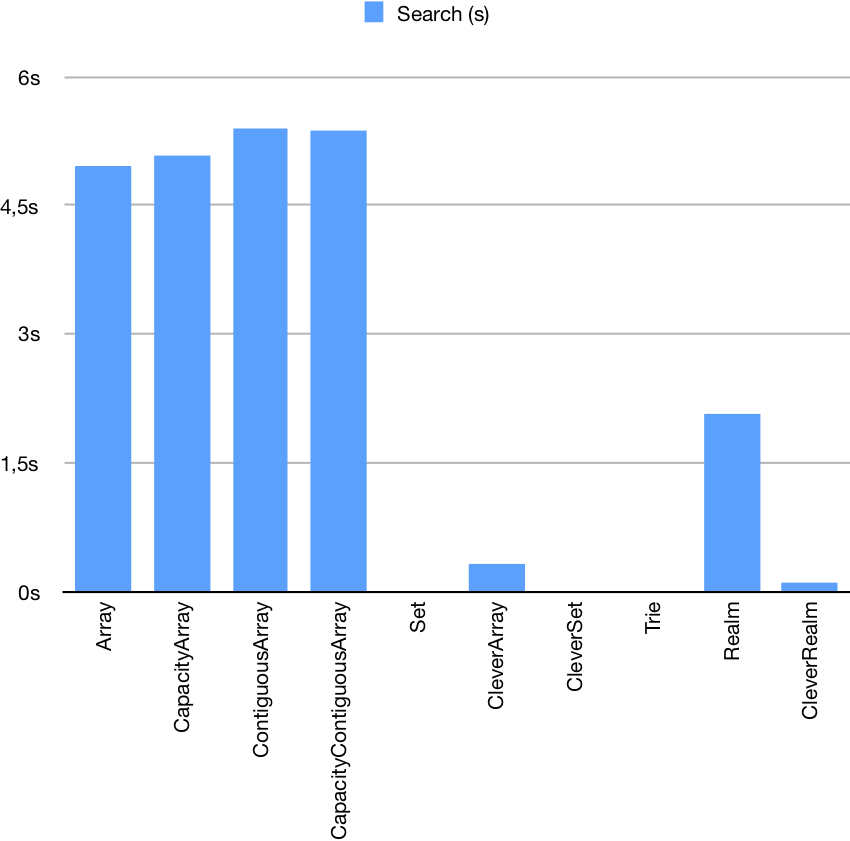 Search (s)
6s
4,5s
3s
1,5s
0s
Array
CapacityArray
ContiguousArray
CapacityContiguousArray
Set
CleverArray
CleverSet
Trie
Realm
CleverRealm